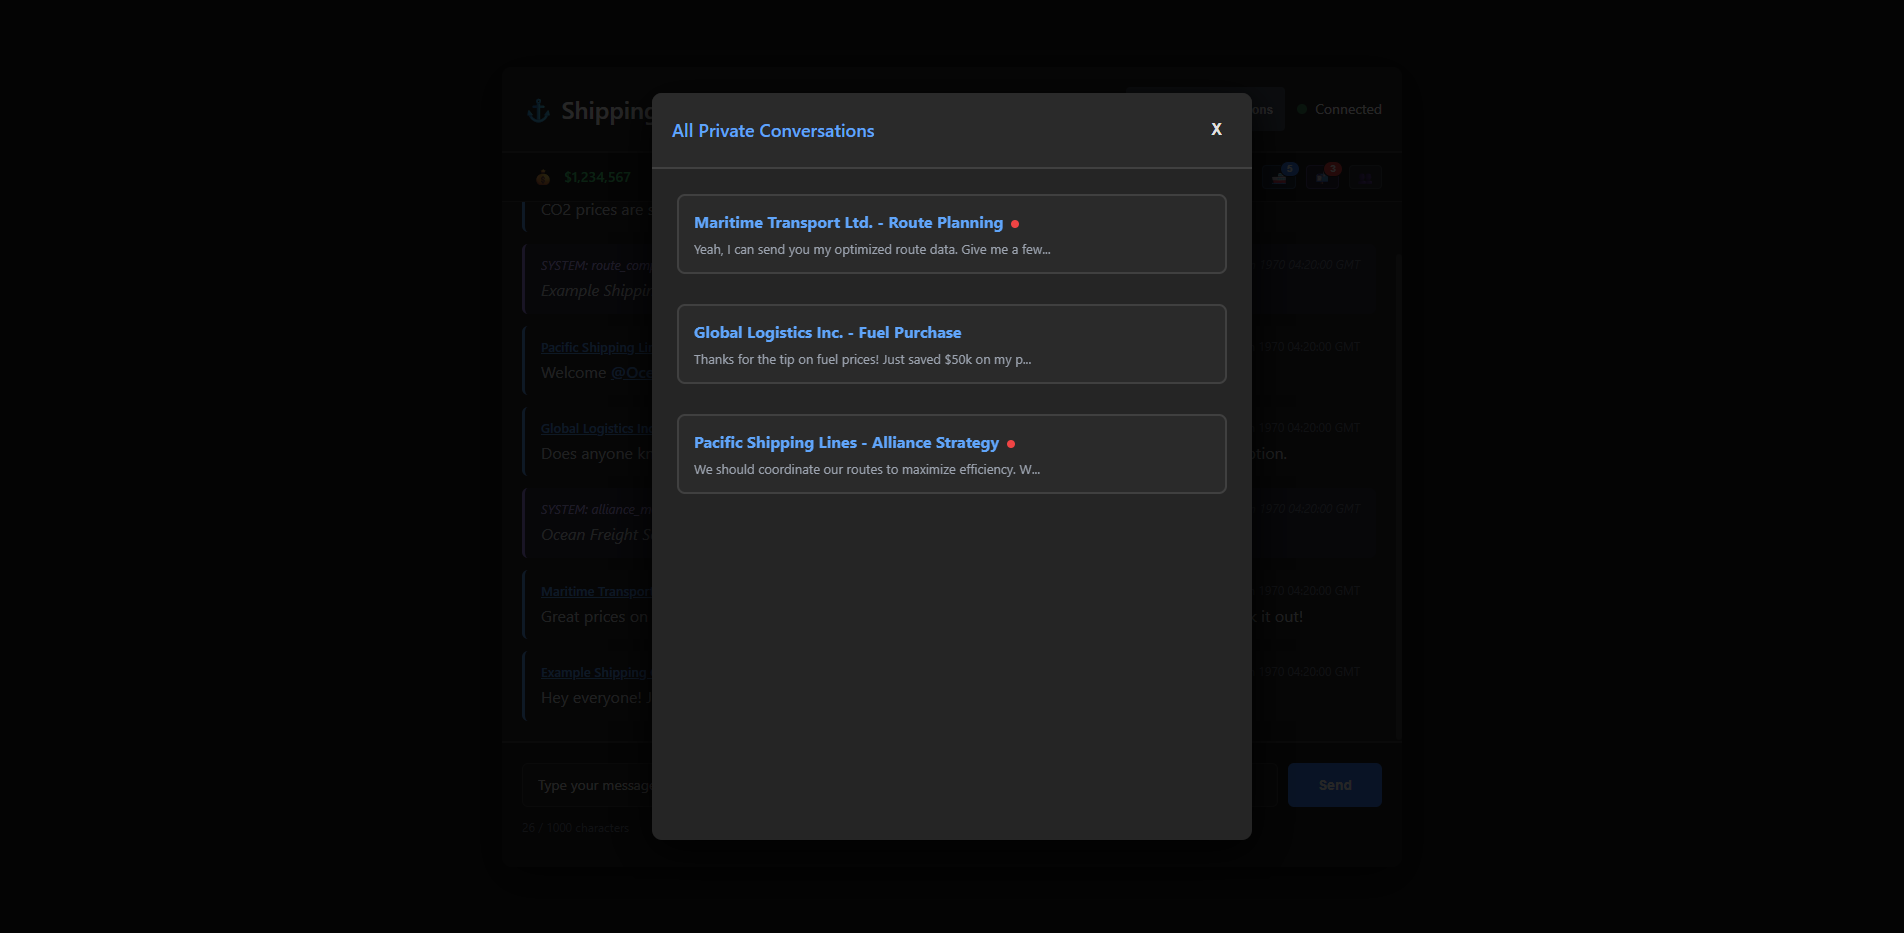 Shipping
ons
Connected
All Private Conversations
X
$1,234,567
5
3
CO2 prices are s
Maritime Transport Ltd. - Route Planning
Yeah, I can send you my optimized route data. Give me a few...
SYSTEM: route_com
1970 04:20:00 GMT
Example Shippin
Global Logistics Inc. - Fuel Purchase
Thanks for the tip on fuel prices! Just saved $50k on my p...
Pacific Shipping Li
1970 04:20:00 GMT
Welcome @Oce
Pacific Shipping Lines - Alliance Strategy
We should coordinate our routes to maximize efficiency. W...
Global Logistics Inc
1970 04:20:00 GMT
Does anyone kn
otion.
SYSTEM: alliance_m
1970 04:20:00 GMT
Ocean Freight S
Maritime Transpor
1970 04:20:00 GMT
Great prices on
it out!
Example Shipping
1970 04:20:00 GMT
Hey everyone! J
Type your message
Send
26 / 1000 characters